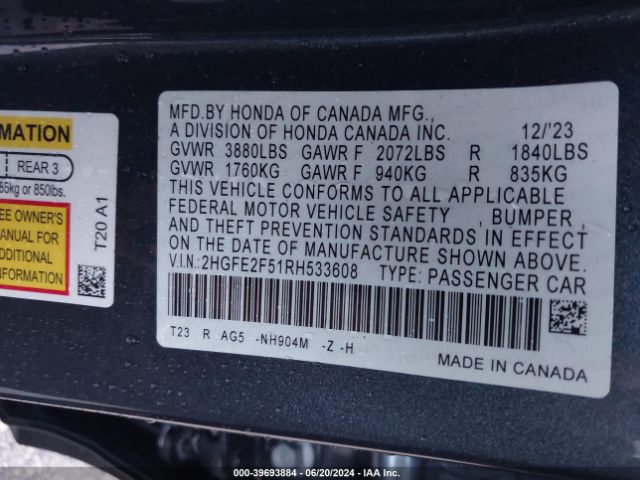 MATION
REAR 3
85kg or 850lbs.
EE OWNER'S
ANUAL FOR
DDITIONAL
NFORMATION
T20 A1
MFD.BY HONDA OF CANADA MFG.,
A DIVISION OF HONDA CANADA INC. 12/'23
GVWR 3880LBS GAWR F 2072LBS R 1840LBS
GVWR 1760KG GAWR F 940KG R 835KG
THIS VEHICLE CONFORMS TO ALL APPLICABLE
FEDERAL MOTOR VEHICLE SAFETY , BUMPER ,
AND THEFT PREVENTION STANDARDS IN EFFECT
ON THE DATE OF MANUFACTURE SHOWN ABOVE.
V.I.N:2HGFE2F51RH533608 TYPE: PASSENGER CAR
T23 R AG5 -NH904M -Z -H
MADE IN CANADA
000-39693884 / 06/20/2024 / IAA Inc.